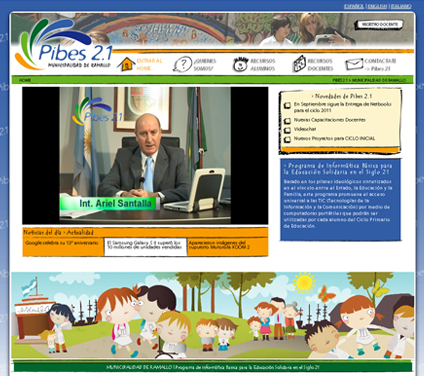 ESPAÑOL | ENGLISH | ITALIANO
REGISTRO DOCENTE
Pibes 2.1
MUNICIPALIDAD DE RAMALLO
ENTRAR AL
HOME
¿QUIENES
SOMOS?
RECURSOS
ALUMNOS
RECURSOS
DOCENTES
CONTACTATE
Pibes 2.1
HOME
PIBES 2.1 > MUNICIPALIDAD DE RAMALLO
Pibes 2.1
Int. Ariel Santalla
> Novedades de Pibes 2.1
En Septiembre sigue la Entrega de Netbooks
para el ciclo 2011
Nuevas Capacitaciones Docentes
Videochat
Nuevos Proyectos para CICLO INICIAL
> Programa de Informática Básica para
la Educación Solidaria en el Siglo 21
Basado en los pilares ideológicos sintetizados
en el vínculo entre el Estado, la Educación y la
Familia, este programa promueve el acceso
universal a las TIC (Tecnologías de la
Información y la Comunicación) por medio de
computadoras portátiles que podrán ser
utilizadas por cada alumno del Ciclo Primario
de Educación.
Noticias del día > Actualidad
Google celebra su 13º aniversario
El Samsung Galaxy S II superó los
10 millones de unidades vendidas
Aparecieron imágenes del
supuesto Motorola XOOM 2
MUNICIPALIDAD DE RAMALLO | Programa de Informática Básica para la Educación Solidaria en el Siglo 21